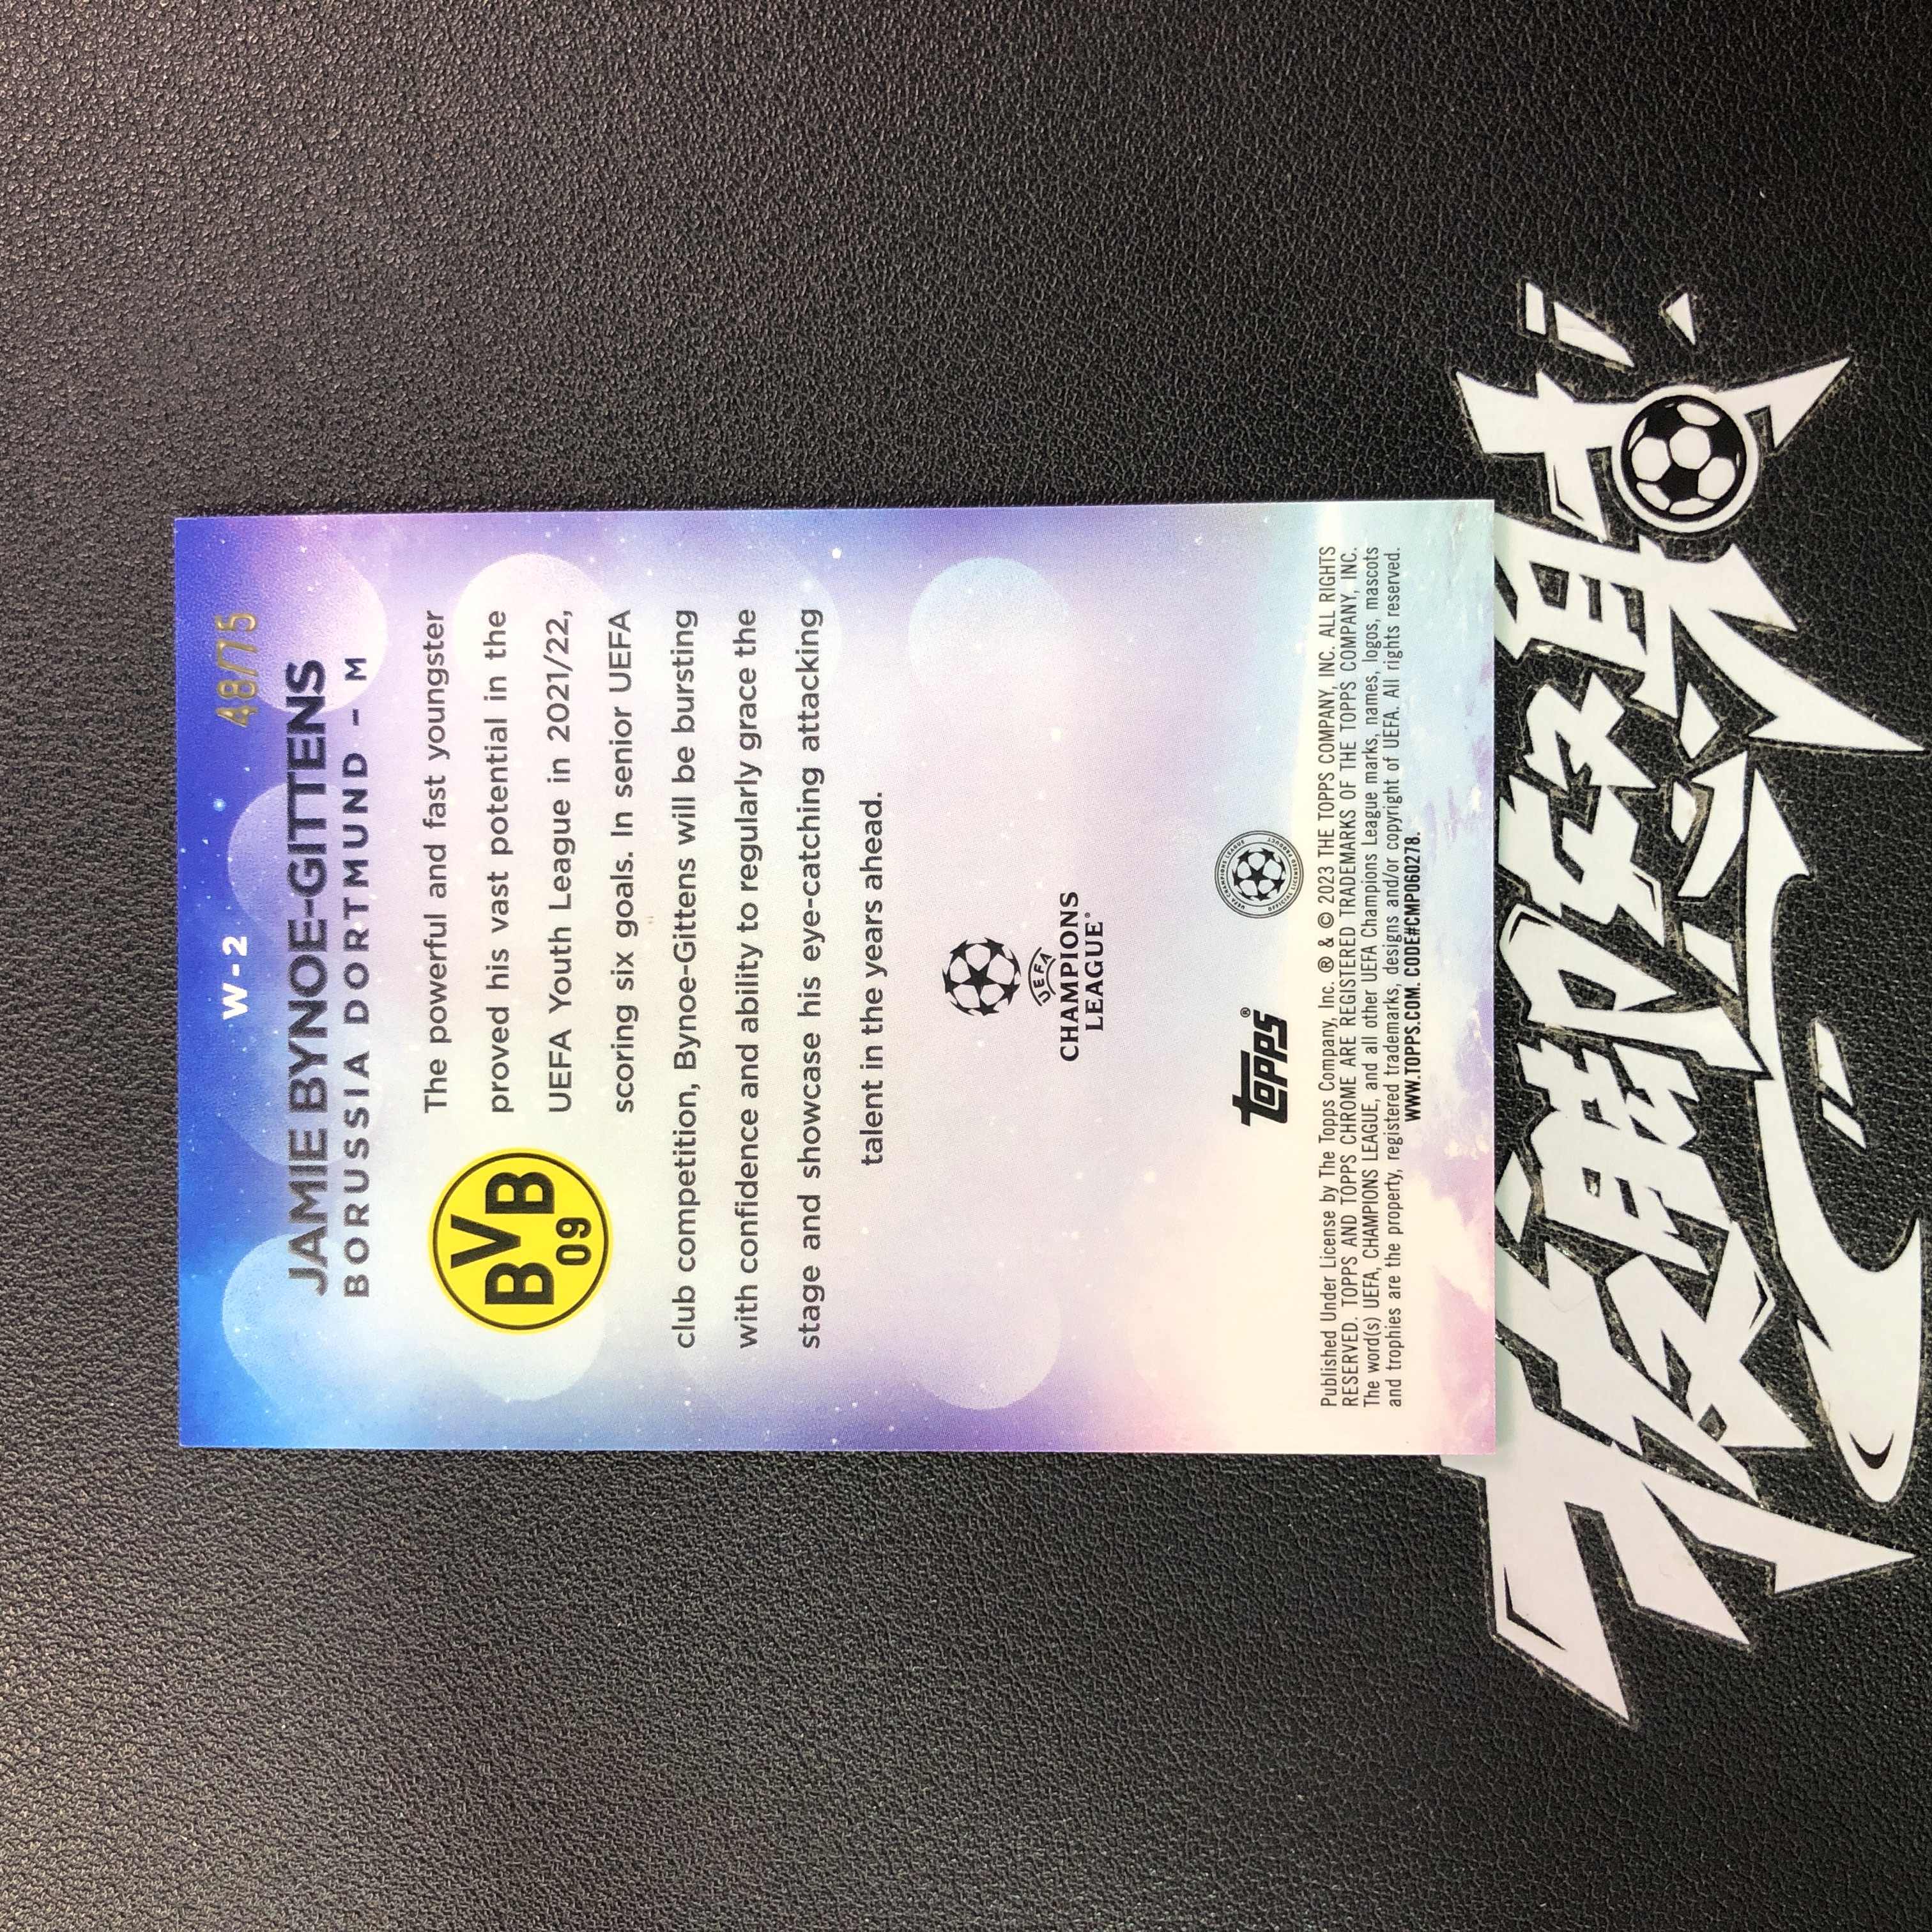 W-2
48/75
JAMIE BYNOE-GITTENS
BORUSSIA DORTMUND - M
BVB
09
The powerful and fast youngster
proved his vast potential in the
UEFA Youth League in 2021/22,
scoring six goals. In senior UEFA
club competition, Bynoe-Gittens will be bursting
with confidence and ability to regularly grace the
stage and showcase his eye-catching attacking
talent in the years ahead.
UEFA
CHAMPIONS
LEAGUE®
topps®
Published Under License by The Topps Company, Inc. ® & © 2023 THE TOPPS COMPANY, INC. ALL RIGHTS
RESERVED. TOPPS AND TOPPS CHROME ARE REGISTERED TRADEMARKS OF THE TOPPS COMPANY, INC.
The word(s) UEFA, CHAMPIONS LEAGUE, and all other UEFA Champions League marks, names, logos, mascots
and trophies are the property, registered trademarks, designs and/or copyright of UEFA. All rights reserved.
WWW.TOPPS.COM. CODE#CMP060278.